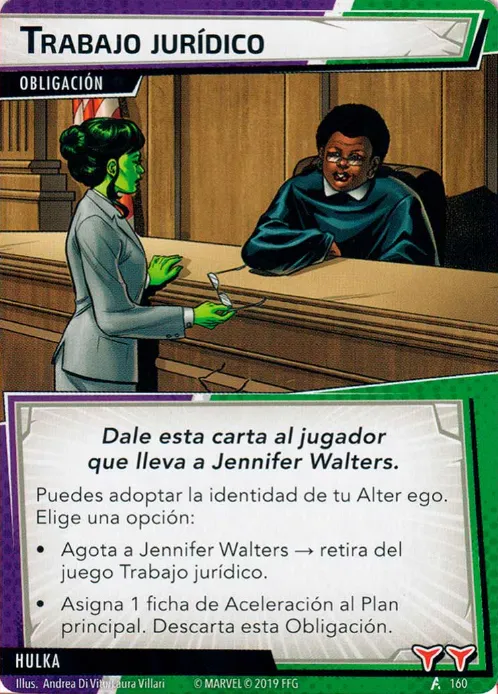 TRABAJO JURÍDICO
OBLIGACIÓN
Dale esta carta al jugador
que lleva a Jennifer Walters.
Puedes adoptar la identidad de tu Alter ego.
Elige una opción:
• Agota a Jennifer Walters → retira del
juego Trabajo jurídico.
• Asigna 1 ficha de Aceleración al Plan
principal. Descarta esta Obligación.
HULKA
Illus. Andrea Di Vito/Laura Villari © MARVEL © 2019 FFG 160